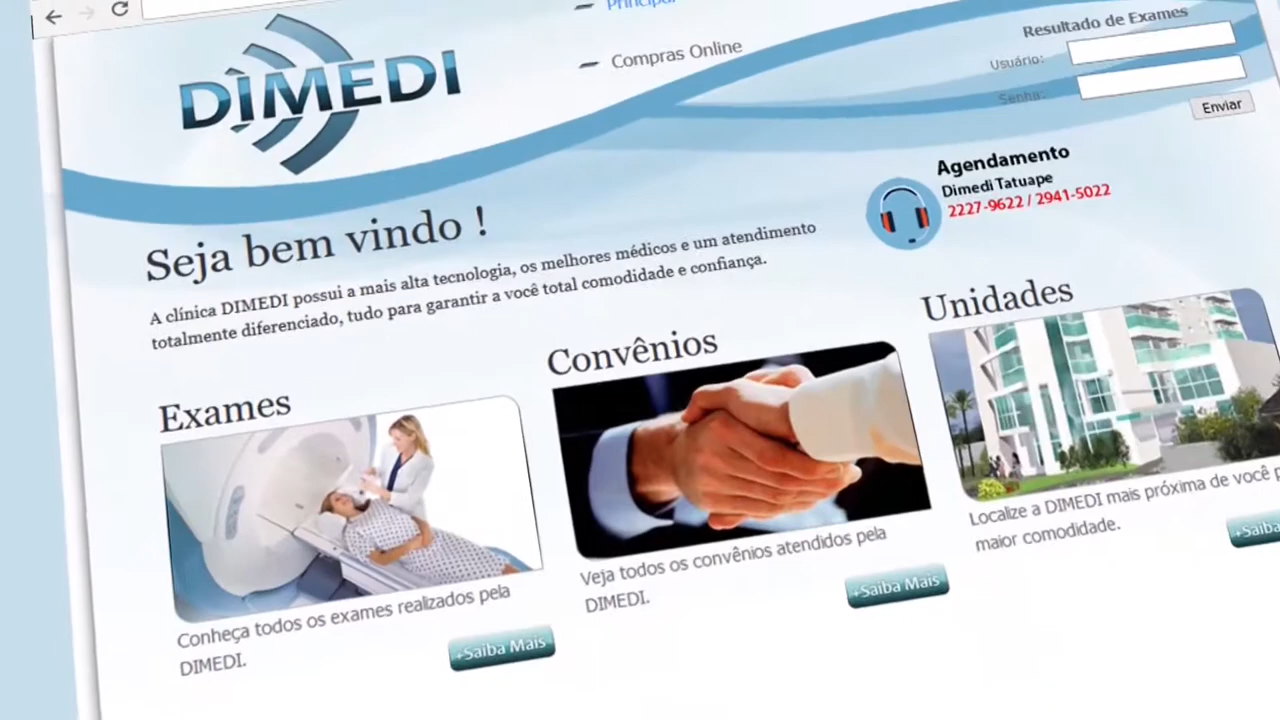 Principal
Compras Online
DIMEDI
Resultado de Exames
Usuário:
Senha:
Enviar
Agendamento
Dimedi Tatuape
2227-9622 / 2941-5022
Seja bem vindo !
A clínica DIMEDI possui a mais alta tecnologia, os melhores médicos e um atendimento
totalmente diferenciado, tudo para garantir a você total comodidade e confiança.
Exames
Conheça todos os exames realizados pela
DIMEDI.
+Saiba Mais
Convênios
Veja todos os convênios atendidos pela
DIMEDI.
+Saiba Mais
Unidades
Localize a DIMEDI mais próxima de você
maior comodidade.
+Saiba